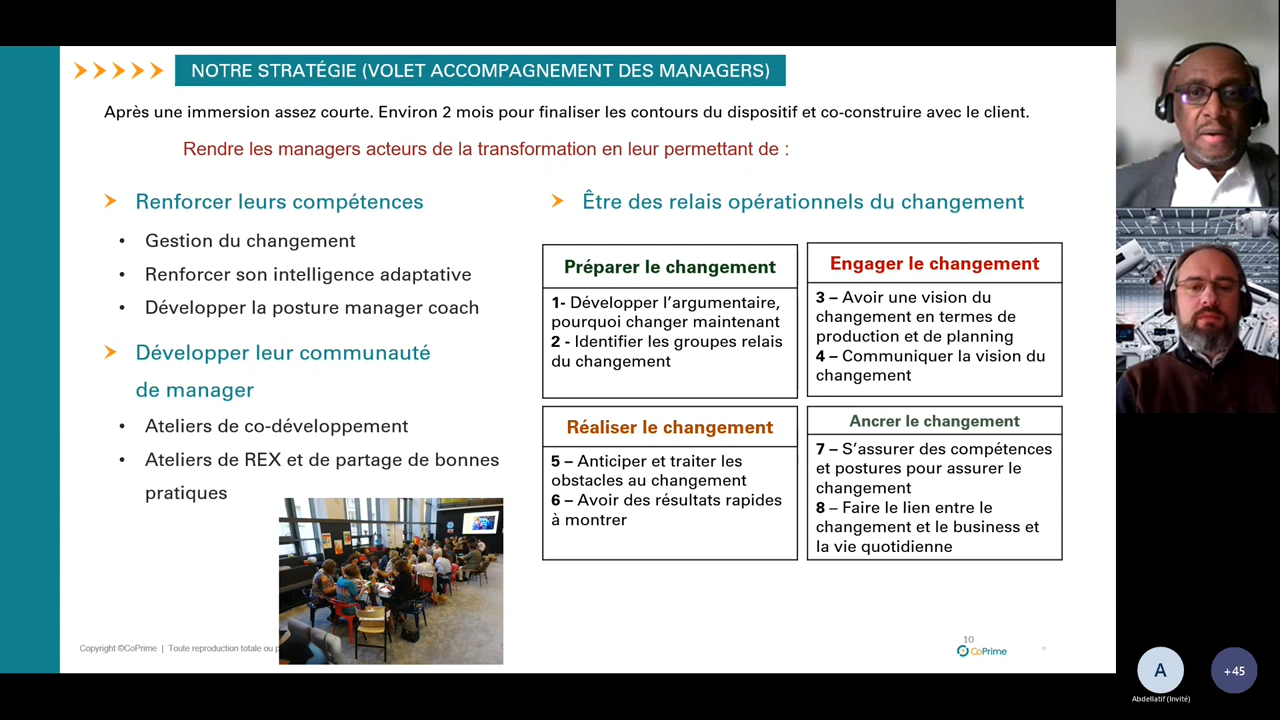 NOTRE STRATÉGIE (VOLET ACCOMPAGNEMENT DES MANAGERS)
Après une immersion assez courte. Environ 2 mois pour finaliser les contours du dispositif et co-construire avec le client.
Rendre les managers acteurs de la transformation en leur permettant de :
Renforcer leurs compétences
• Gestion du changement
• Renforcer son intelligence adaptative
• Développer la posture manager coach
Développer leur communauté
de manager
• Ateliers de co-développement
• Ateliers de REX et de partage de bonnes
pratiques
Être des relais opérationnels du changement
Préparer le changement
1- Développer l’argumentaire,
pourquoi changer maintenant
2 - Identifier les groupes relais
du changement
Engager le changement
3 – Avoir une vision du
changement en termes de
production et de planning
4 – Communiquer la vision du
changement
Réaliser le changement
5 – Anticiper et traiter les
obstacles au changement
6 – Avoir des résultats rapides
à montrer
Ancrer le changement
7 – S’assurer des compétences
et postures pour assurer le
changement
8 – Faire le lien entre le
changement et le business et
la vie quotidienne
Copyright ©CoPrime | Toute reproduction totale ou p
10
CoPrime
A
+45
Abdellatif (Invité)